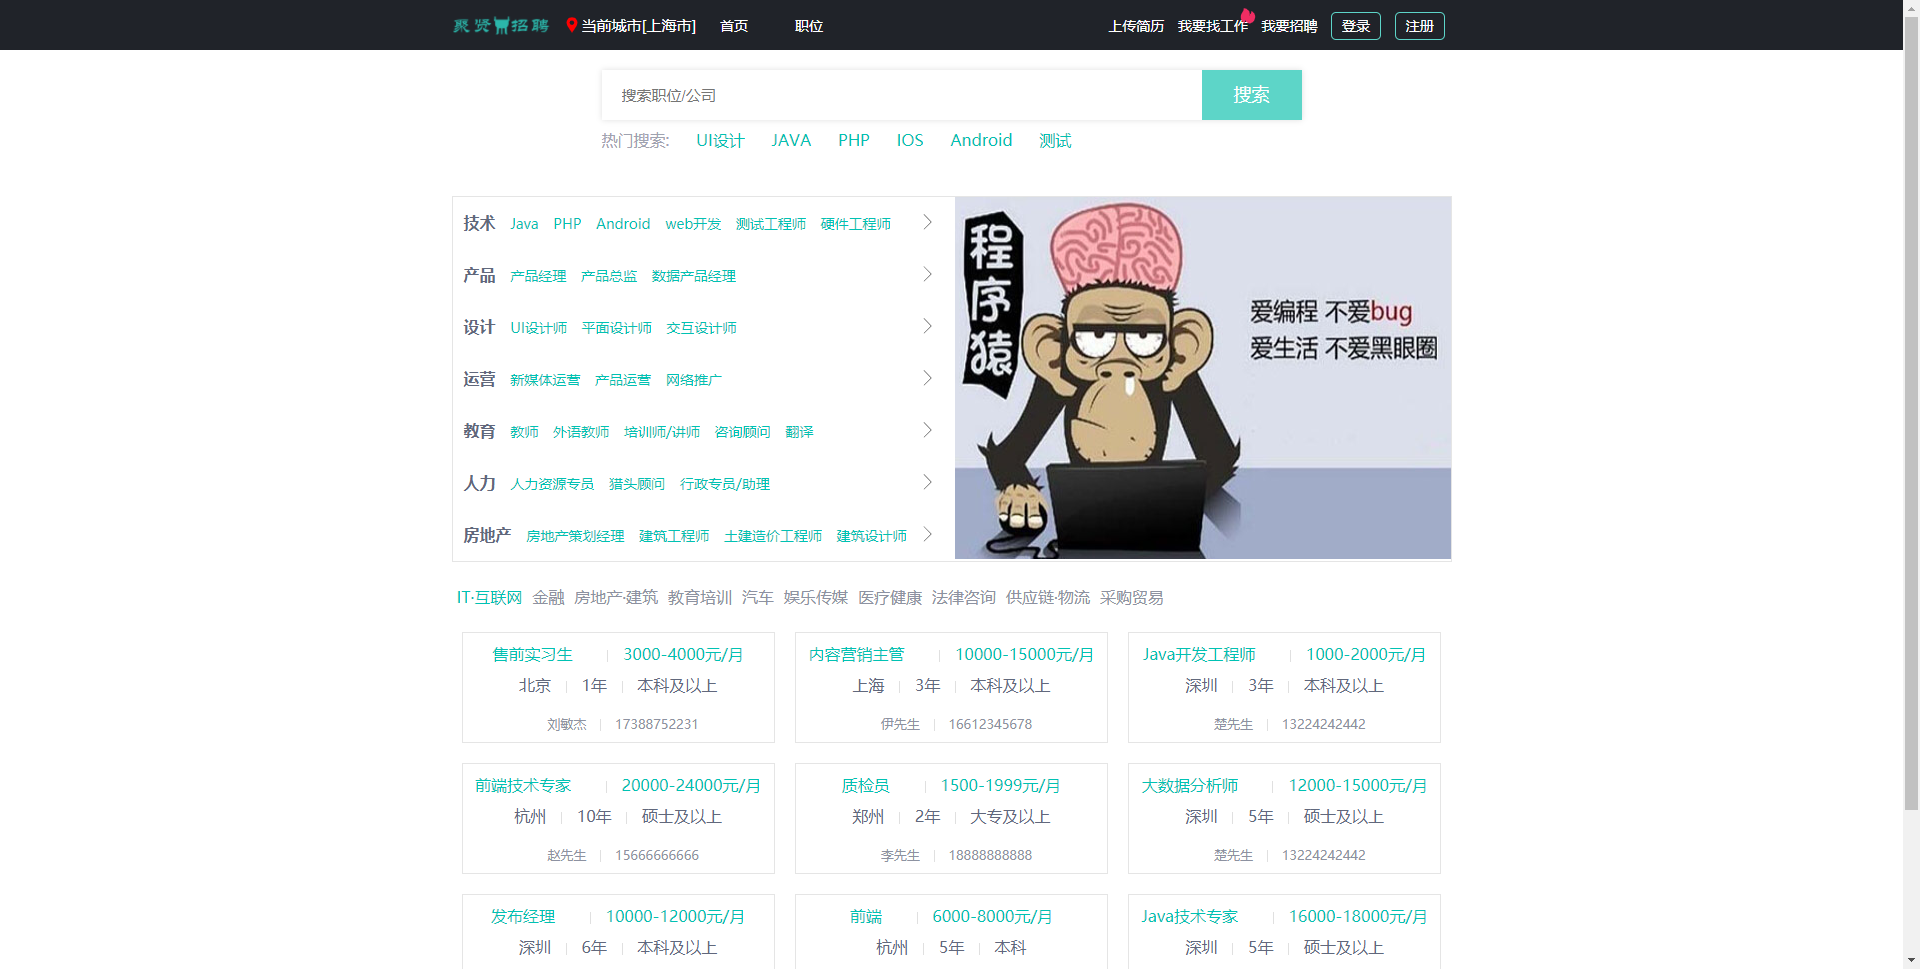 聚贤招聘 当前城市[上海市] 首页 职位 上传简历 我要找工作 我要招聘 登录 注册
搜索职位/公司 搜索
热门搜索: UI设计 JAVA PHP IOS Android 测试
技术 Java PHP Android web开发 测试工程师 硬件工程师
产品 产品经理 产品总监 数据产品经理
设计 UI设计师 平面设计师 交互设计师
运营 新媒体运营 产品运营 网络推广
教育 教师 外语教师 培训师/讲师 咨询顾问 翻译
人力 人力资源专员 猎头顾问 行政专员/助理
房地产 房地产策划经理 建筑工程师 土建造价工程师 建筑设计师
程序猿
爱编程 不爱bug
爱生活 不爱黑眼圈
IT·互联网 金融 房地产·建筑 教育培训 汽车 娱乐传媒 医疗健康 法律咨询 供应链·物流 采购贸易
售前实习生 3000-4000元/月
北京 1年 本科及以上
刘敏杰 17388752231
内容营销主管 10000-15000元/月
上海 3年 本科及以上
伊先生 16612345678
Java开发工程师 1000-2000元/月
深圳 3年 本科及以上
楚先生 13224242442
前端技术专家 20000-24000元/月
杭州 10年 硕士及以上
赵先生 15666666666
质检员 1500-1999元/月
郑州 2年 大专及以上
李先生 18888888888
大数据分析师 12000-15000元/月
深圳 5年 硕士及以上
楚先生 13224242442
发布经理 10000-12000元/月
深圳 6年 本科及以上
前端 6000-8000元/月
杭州 5年 本科
Java技术专家 16000-18000元/月
深圳 5年 硕士及以上